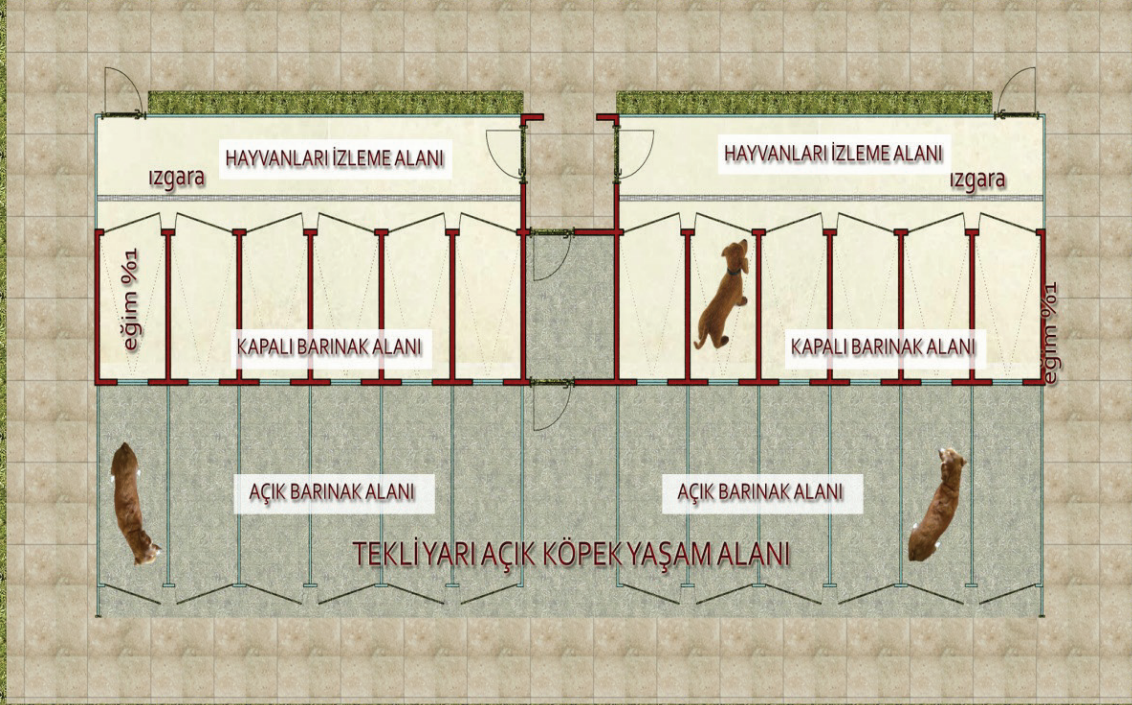 HAYVANLARI İZLEME ALANI
HAYVANLARI İZLEME ALANI
ızgara
ızgara
eğim %1
eğim %1
KAPALI BARINAK ALANI
KAPALI BARINAK ALANI
AÇIK BARINAK ALANI
AÇIK BARINAK ALANI
TEKLİ YARI AÇIK KÖPEK YAŞAM ALANI